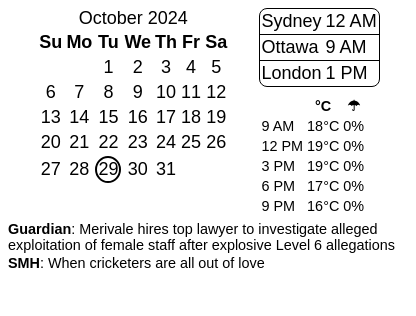 October 2024
Su Mo Tu We Th Fr Sa
1 2 3 4 5
6 7 8 9 10 11 12
13 14 15 16 17 18 19
20 21 22 23 24 25 26
27 28 29 30 31
Sydney 12 AM
Ottawa 9 AM
London 1 PM
°C ☂
9 AM 18°C 0%
12 PM 19°C 0%
3 PM 19°C 0%
6 PM 17°C 0%
9 PM 16°C 0%
Guardian: Merivale hires top lawyer to investigate alleged
exploitation of female staff after explosive Level 6 allegations
SMH: When cricketers are all out of love